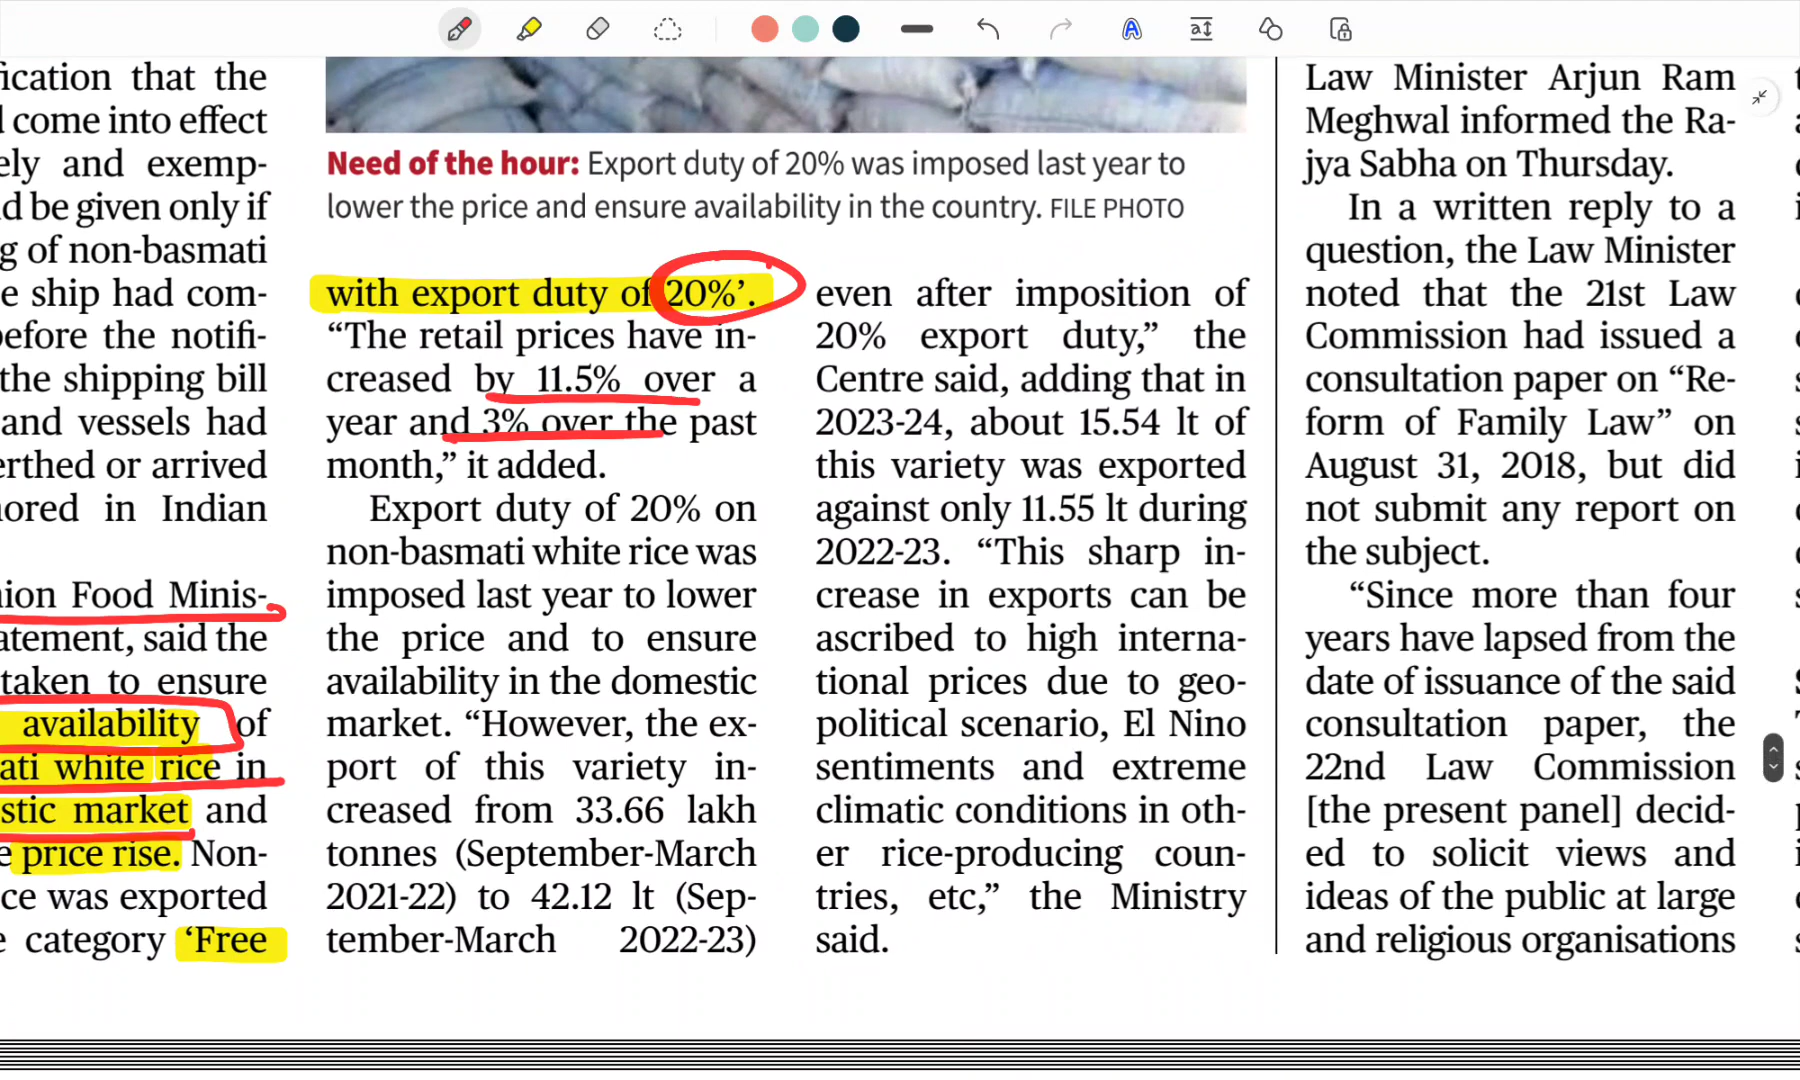 fication that the
come into effect
ely and exemp-
d be given only if
g of non-basmati
e ship had com-
before the notifi-
the shipping bill
and vessels had
erthed or arrived
ored in Indian
nion Food Minis-
atement, said the
taken to ensure
availability of
ati white rice in
stic market and
e price rise. Non-
ce was exported
e category ‘Free
Need of the hour: Export duty of 20% was imposed last year to
lower the price and ensure availability in the country. FILE PHOTO
with export duty of 20%’.
“The retail prices have in-
creased by 11.5% over a
year and 3% over the past
month,” it added.
Export duty of 20% on
non-basmati white rice was
imposed last year to lower
the price and to ensure
availability in the domestic
market. “However, the ex-
port of this variety in-
creased from 33.66 lakh
tonnes (September-March
2021-22) to 42.12 lt (Sep-
tember-March 2022-23)
even after imposition of
20% export duty,” the
Centre said, adding that in
2023-24, about 15.54 lt of
this variety was exported
against only 11.55 lt during
2022-23. “This sharp in-
crease in exports can be
ascribed to high interna-
tional prices due to geo-
political scenario, El Nino
sentiments and extreme
climatic conditions in oth-
er rice-producing coun-
tries, etc,” the Ministry
said.
Law Minister Arjun Ram
Meghwal informed the Ra-
jya Sabha on Thursday.
In a written reply to a
question, the Law Minister
noted that the 21st Law
Commission had issued a
consultation paper on “Re-
form of Family Law” on
August 31, 2018, but did
not submit any report on
the subject.
“Since more than four
years have lapsed from the
date of issuance of the said
consultation paper, the
22nd Law Commission
[the present panel] decid-
ed to solicit views and
ideas of the public at large
and religious organisations